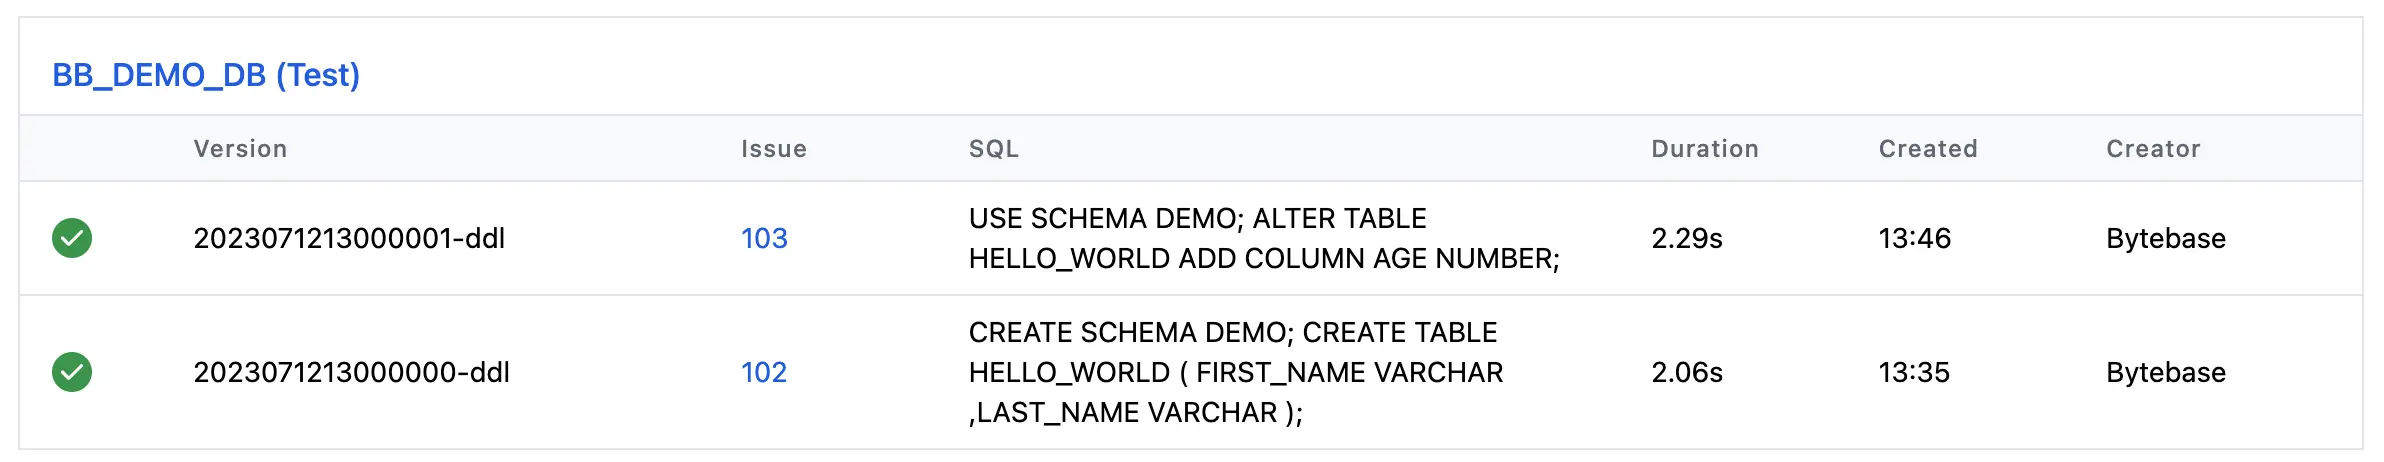 BB_DEMO_DB (Test)
Version Issue SQL Duration Created Creator
2023071213000001-ddl 103 USE SCHEMA DEMO; ALTER TABLE 2.29s 13:46 Bytebase
HELLO_WORLD ADD COLUMN AGE NUMBER;
CREATE SCHEMA DEMO; CREATE TABLE
2023071213000000-ddl 102 HELLO_WORLD ( FIRST_NAME VARCHAR 2.06s 13:35 Bytebase
,LAST_NAME VARCHAR );